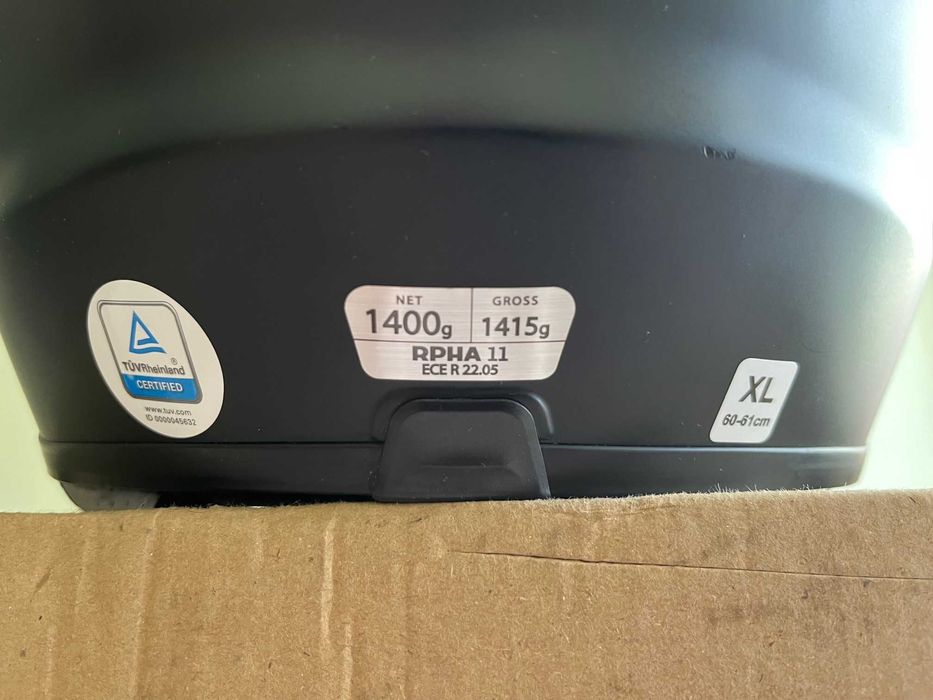 TÜVRheinland®
CERTIFIED
www.tuv.com
ID 0000045632
NET GROSS
1400g 1415g
RPHA 11
ECE R 22.05
XL
60-61cm